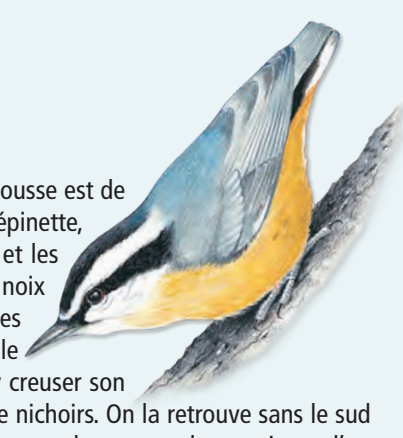 ousse est de
épinette,
et les
noix
es
le
creuser son
e nichoirs. On la retrouve sans le sud